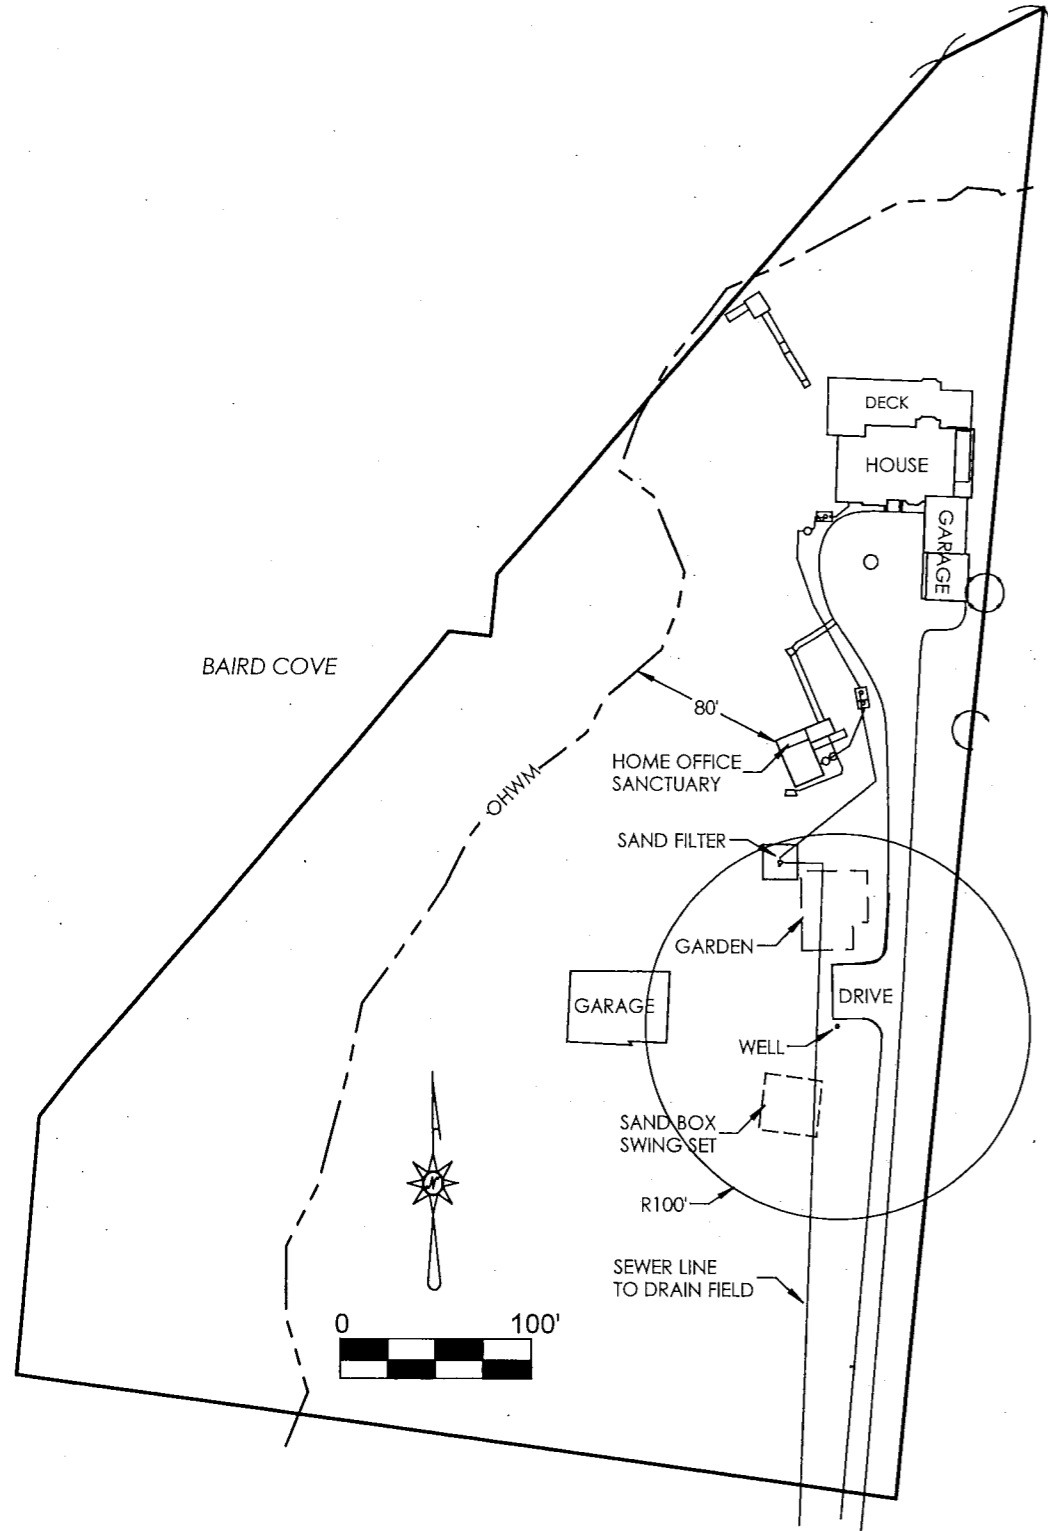 DECK
HOUSE
GARAGE
BAIRD COVE
80'
HOME OFFICE
SANCTUARY
OHWM
SAND FILTER
GARDEN
GARAGE
DRIVE
WELL
SAND BOX
SWING SET
R100'
N
SEWER LINE
TO DRAIN FIELD
0 100'